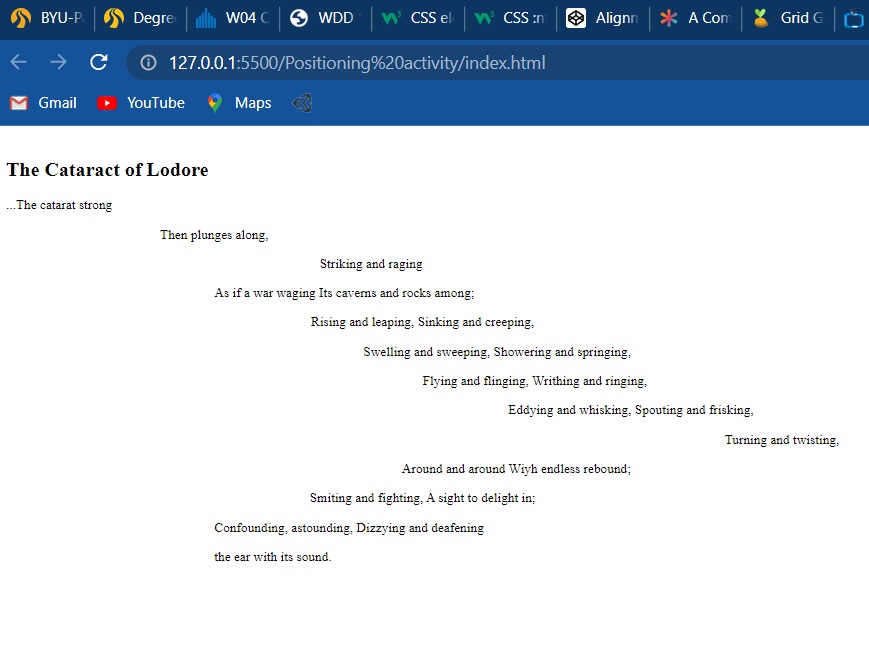 BYU-P
Degre
W04 C
WDD
CSS el
CSS :n
Alignm
A Com
Grid G
127.0.0.1:5500/Positioning%20activity/index.html
Gmail
YouTube
Maps
The Cataract of Lodore
...The catarat strong
Then plunges along,
Striking and raging
As if a war waging Its caverns and rocks among;
Rising and leaping, Sinking and creeping,
Swelling and sweeping, Showering and springing,
Flying and flinging, Writhing and ringing,
Eddying and whisking, Spouting and frisking,
Turning and twisting,
Around and around Wiyh endless rebound;
Smiting and fighting, A sight to delight in;
Confounding, astounding, Dizzying and deafening
the ear with its sound.